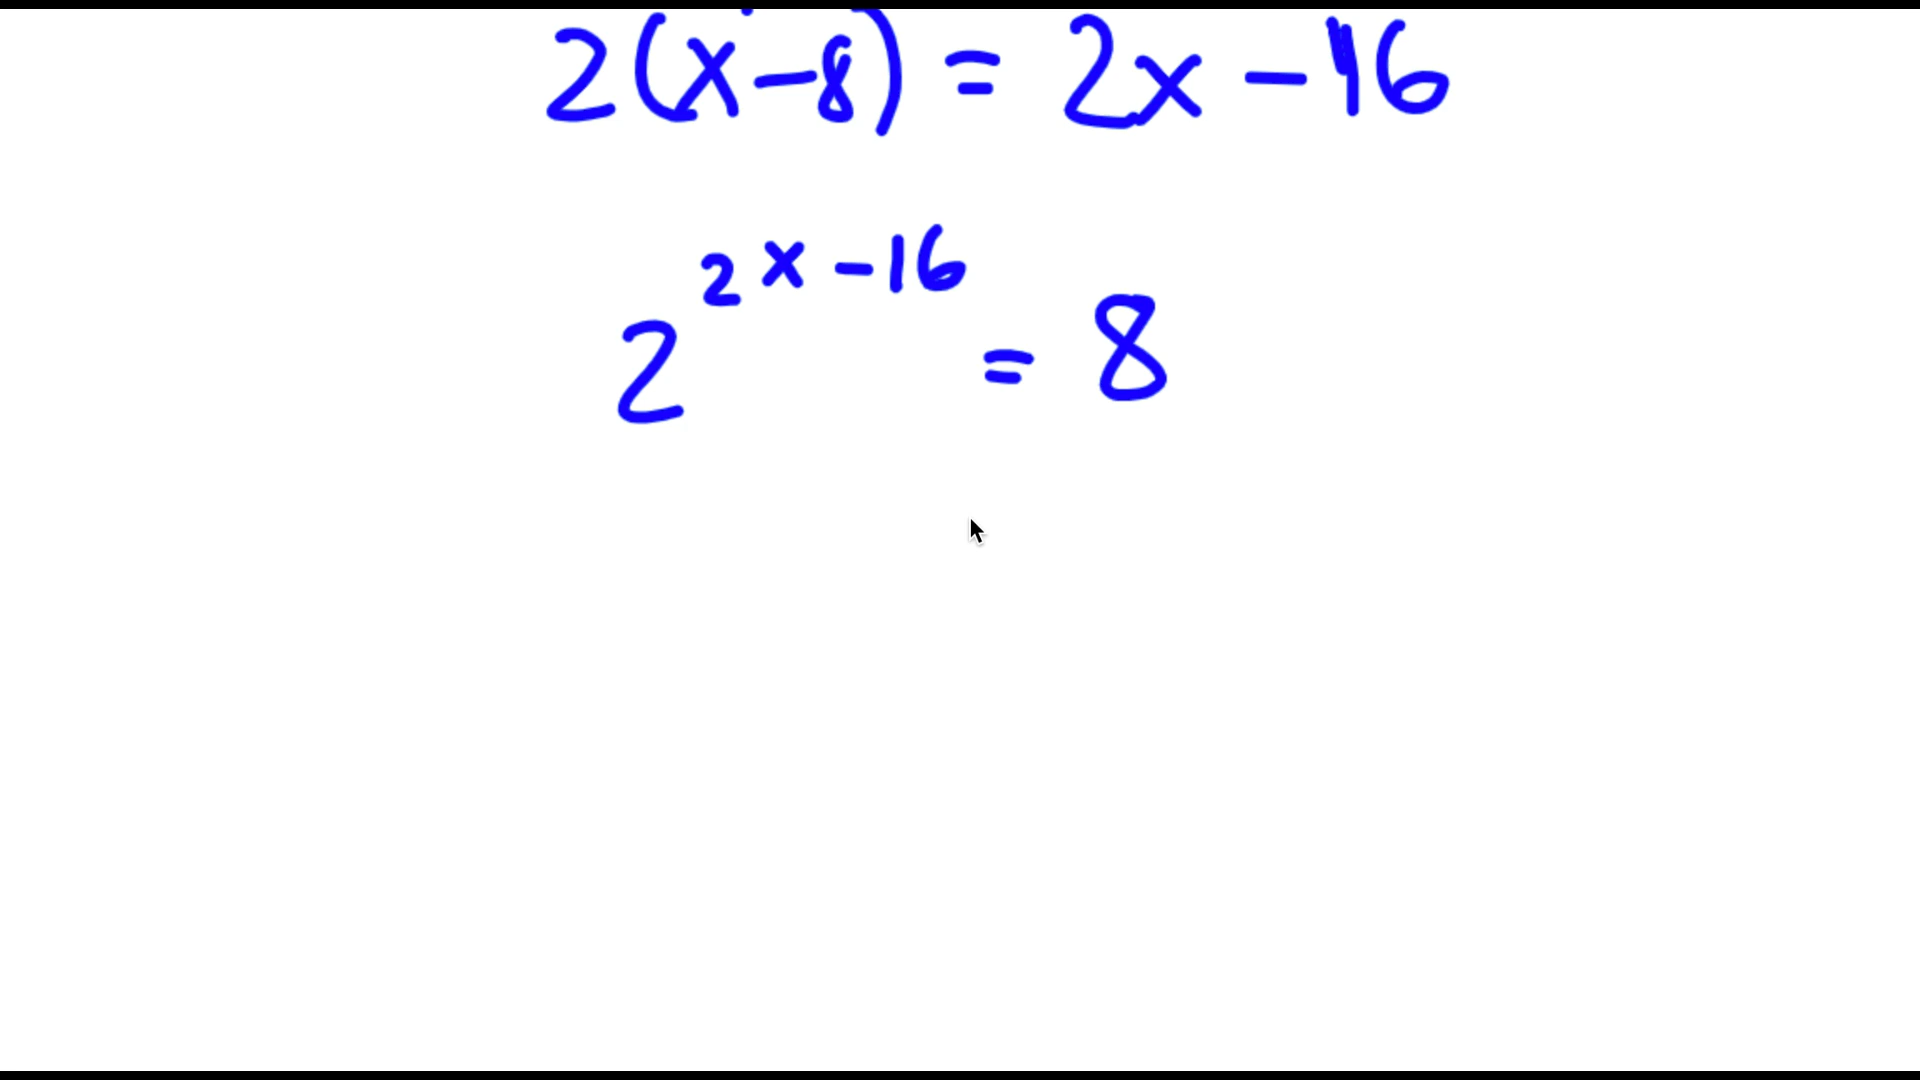 2(x-8) = 2x - 16
2^{2x-16} = 8